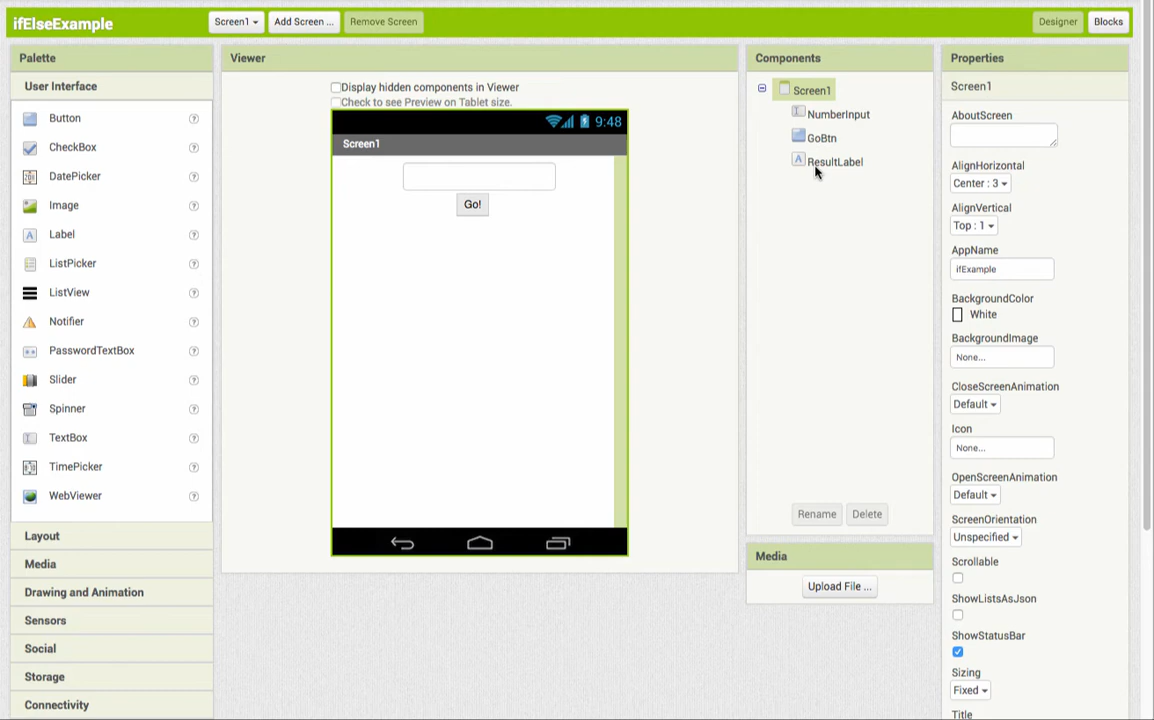 ifElseExample
Screen1
Add Screen ...
Remove Screen
Designer
Blocks
Palette
User Interface
Button
CheckBox
DatePicker
Image
Label
ListPicker
ListView
Notifier
PasswordTextBox
Slider
Spinner
TextBox
TimePicker
WebViewer
Layout
Media
Drawing and Animation
Sensors
Social
Storage
Connectivity
Viewer
Display hidden components in Viewer
Check to see Preview on Tablet size.
9:48
Screen1
Go!
Components
Screen1
NumberInput
GoBtn
A ResultLabel
Rename
Delete
Media
Upload File ...
Properties
Screen1
AboutScreen
AlignHorizontal
Center : 3
AlignVertical
Top : 1
AppName
ifExample
BackgroundColor
White
BackgroundImage
None...
CloseScreenAnimation
Default
Icon
None...
OpenScreenAnimation
Default
ScreenOrientation
Unspecified
Scrollable
ShowListsAsJson
ShowStatusBar
Sizing
Fixed
Title